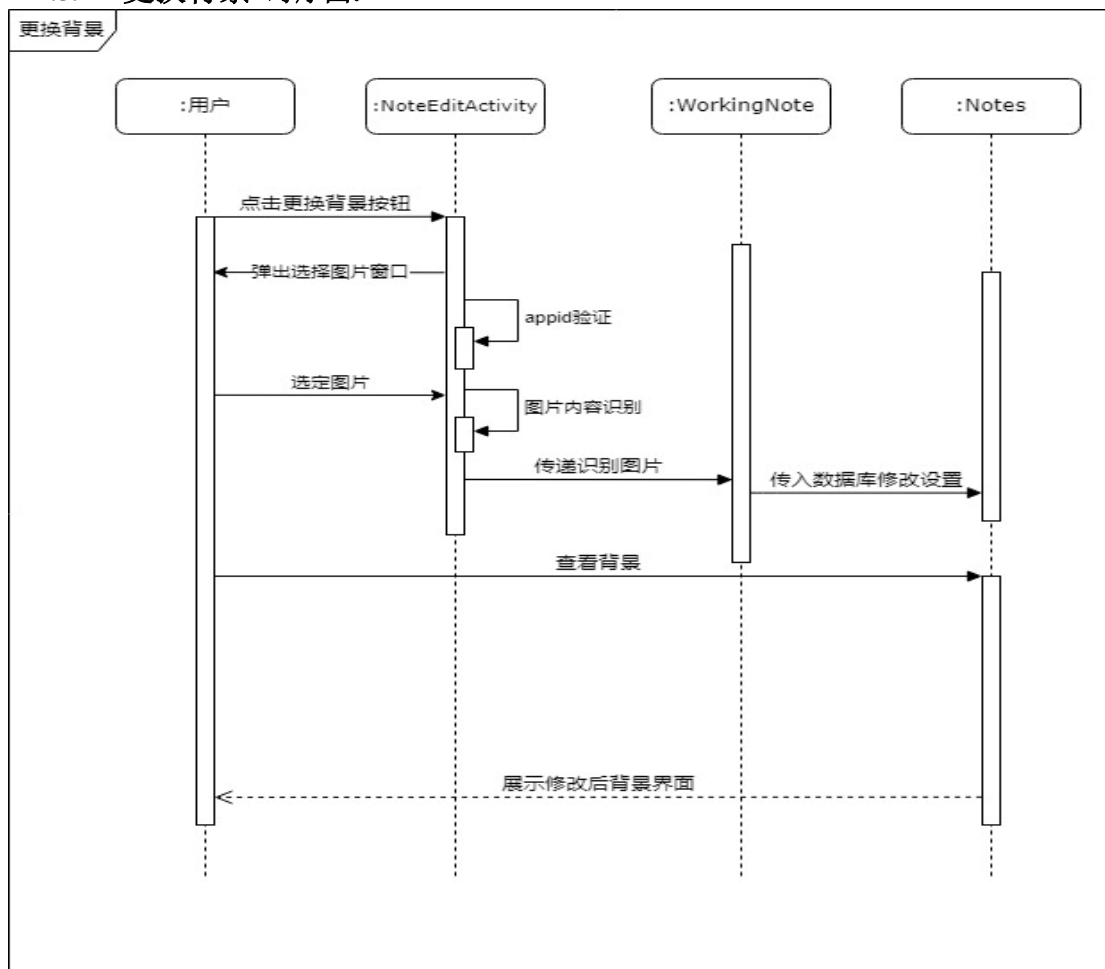 更换背景
:用户
:NoteEditActivity
:WorkingNote
:Notes
点击更换背景按钮
弹出选择图片窗口
appid验证
选定图片
图片内容识别
传递识别图片
传入数据库修改设置
查看背景
展示修改后背景界面